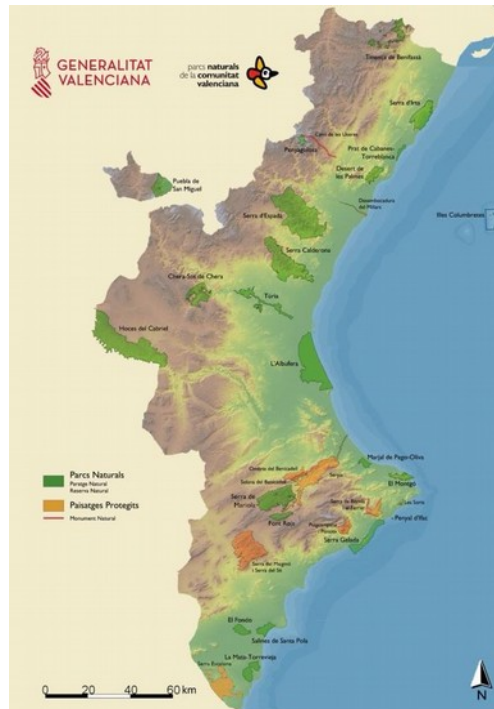 GENERALITAT
VALENCIANA
parcs naturals
de la comunitat
valenciana
Tinença de Benifassà
Serra d'Irta
Penyagolosa
Prat de Cabanes-
Torreblanca
Desert de
les Palmes
Puebla de
San Miguel
Desembocadura
del Millars
Illes Columbretes
Serra d'Espadà
Serra Calderona
Chera-Sot de Chera
Túria
Hoces del Cabriel
L'Albufera
Marjal de Pego-Oliva
El Montgó
Serpis
Serra de
Mariola
Font Roja
Penyal d'Ifac
Serra Gelada
Parcs Naturals
Paratge Natural
Reserva Natural
Paisatges Protegits
Monument Natural
Serra del Maigmó
i Serra del Sit
El Fondó
Salines de Santa Pola
La Mata-Torrevieja
Serra Escalona
0 20 40 60 km
N